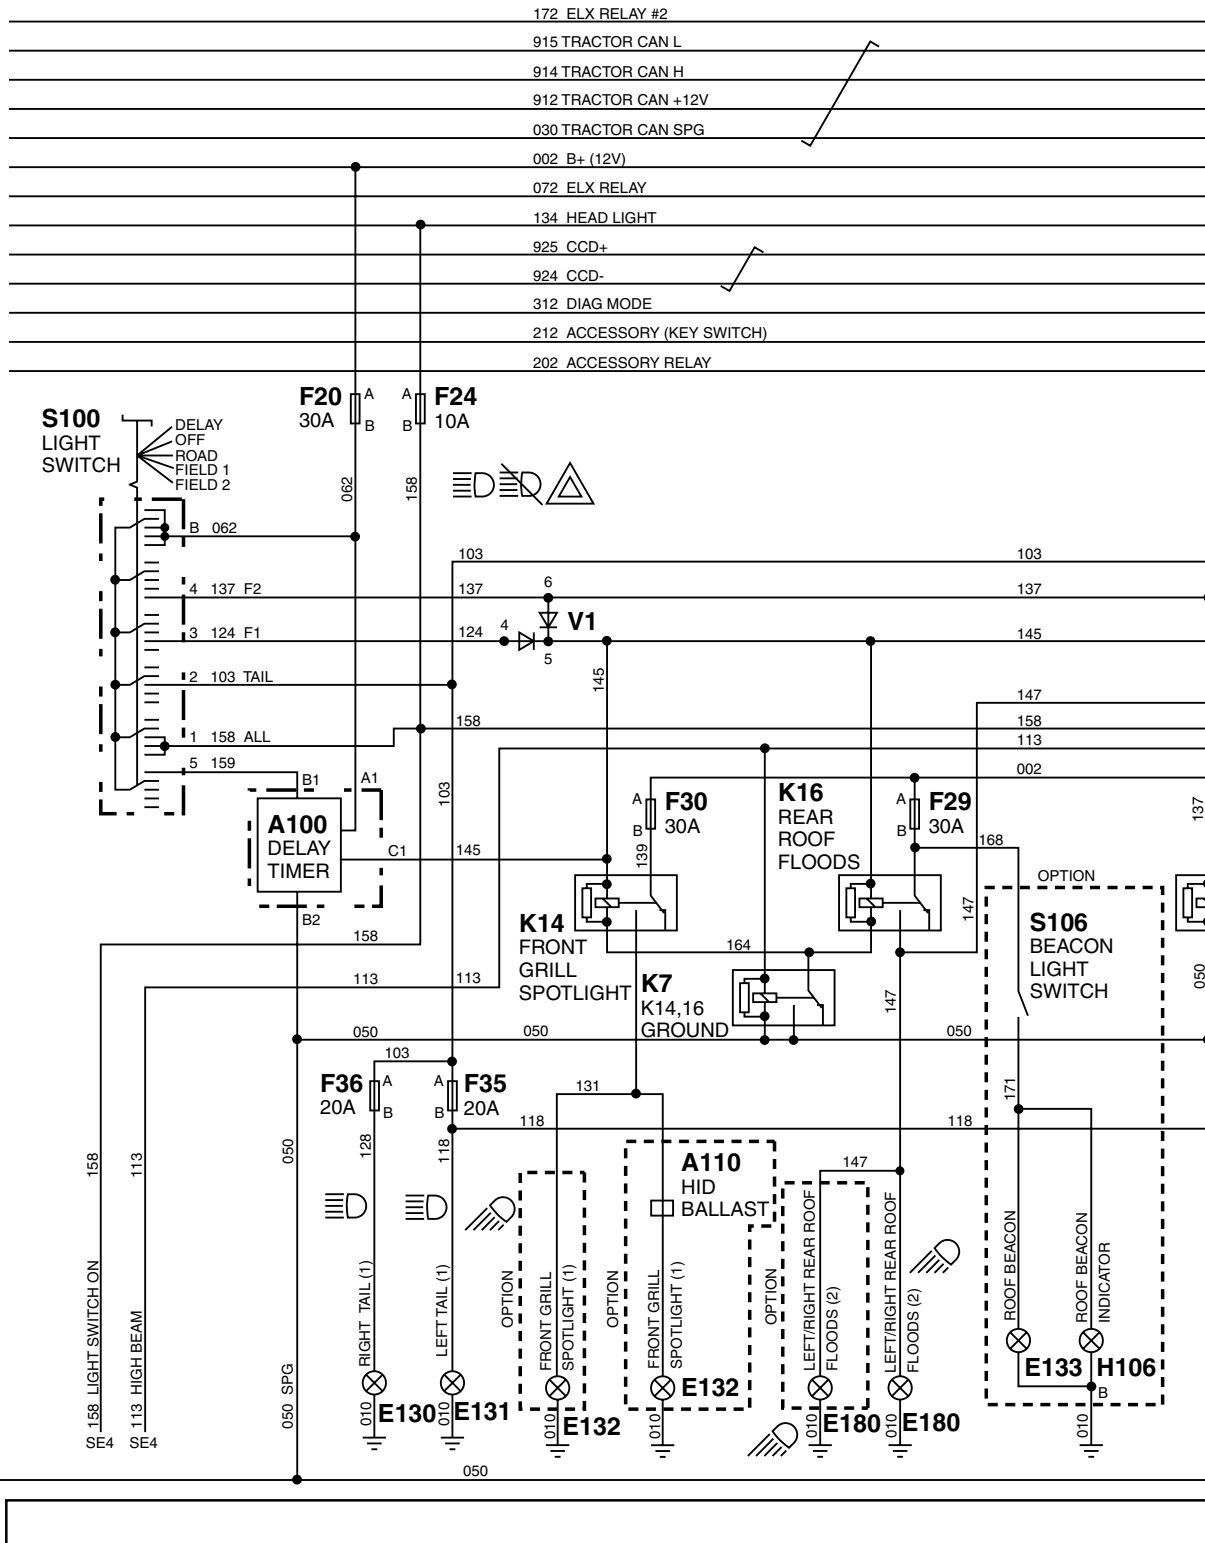 172 ELX RELAY #2
915 TRACTOR CAN L
914 TRACTOR CAN H
912 TRACTOR CAN +12V
030 TRACTOR CAN SPG
002 B+ (12V)
072 ELX RELAY
134 HEAD LIGHT
925 CCD+
924 CCD-
312 DIAG MODE
212 ACCESSORY (KEY SWITCH)
202 ACCESSORY RELAY
S100
LIGHT
SWITCH
DELAY
OFF
ROAD
FIELD 1
FIELD 2
F20
30A
A
B
A
B
F24
10A
062
158
B 062
4 137 F2
3 124 F1
2 103 TAIL
1 158 ALL
5 159
103
103
137
6
137
124
4
V1
5
145
145
147
158
158
113
002
B1
A1
103
A100
DELAY
TIMER
C1
145
B2
A
B
F30
30A
139
K16
REAR
ROOF
FLOODS
A
B
F29
30A
168
137
OPTION
147
K14
FRONT
GRILL
SPOTLIGHT
164
158
113
113
K7
K14,16
GROUND
147
S106
BEACON
LIGHT
SWITCH
050
050
050
050
103
F36
20A
A
B
A
B
F35
20A
131
171
118
118
158
113
050
128
118
A110
HID
BALLAST
147
158 LIGHT SWITCH ON
113 HIGH BEAM
050 SPG
RIGHT TAIL (1)
LEFT TAIL (1)
OPTION
FRONT GRILL
SPOTLIGHT (1)
OPTION
FRONT GRILL
SPOTLIGHT (1)
OPTION
LEFT/RIGHT REAR ROOF
FLOODS (2)
LEFT/RIGHT REAR ROOF
FLOODS (2)
ROOF BEACON
ROOF BEACON
INDICATOR
E130
E131
E132
E132
E180
E180
E133
H106
B
010
010
010
010
010
010
010
SE4
SE4
050